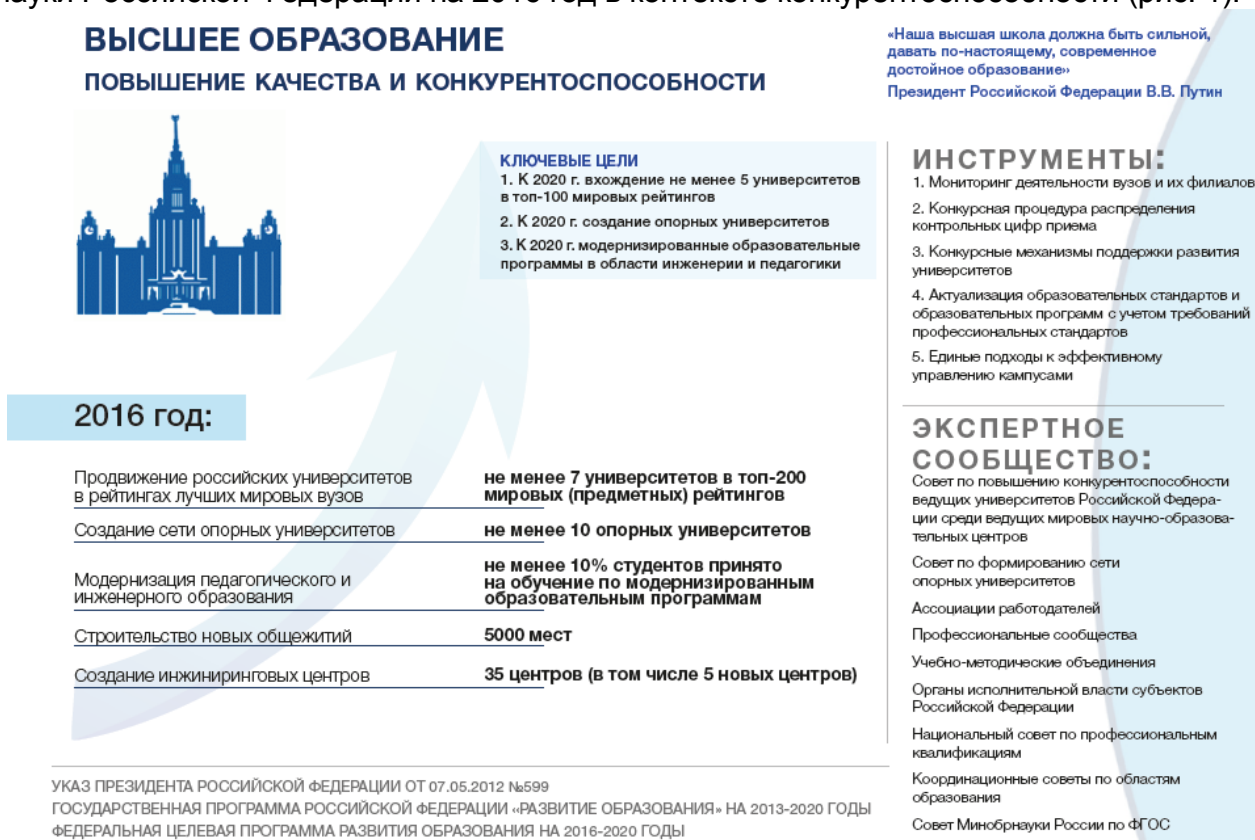 науки Российской Федерации на 2016 год в контексте конкурентоспособности (рис. 1).
ВЫСШЕЕ ОБРАЗОВАНИЕ
ПОВЫШЕНИЕ КАЧЕСТВА И КОНКУРЕНТОСПОСОБНОСТИ
«Наша высшая школа должна быть сильной,
давать по-настоящему, современное
достойное образование»
Президент Российской Федерации В.В. Путин
КЛЮЧЕВЫЕ ЦЕЛИ
1. К 2020 г. вхождение не менее 5 университетов
в топ-100 мировых рейтингов
2. К 2020 г. создание опорных университетов
3. К 2020 г. модернизированные образовательные
программы в области инженерии и педагогики
2016 год:
Продвижение российских университетов
в рейтингах лучших мировых вузов
не менее 7 университетов в топ-200
мировых (предметных) рейтингов
Создание сети опорных университетов
не менее 10 опорных университетов
Модернизация педагогического и
инженерного образования
не менее 10% студентов принято
на обучение по модернизированным
образовательным программам
Строительство новых общежитий
5000 мест
Создание инжиниринговых центров
35 центров (в том числе 5 новых центров)
ИНСТРУМЕНТЫ:
1. Мониторинг деятельности вузов и их филиалов
2. Конкурсная процедура распределения
контрольных цифр приема
3. Конкурсные механизмы поддержки развития
университетов
4. Актуализация образовательных стандартов и
образовательных программ с учетом требований
профессиональных стандартов
5. Единые подходы к эффективному
управлению кампусами
ЭКСПЕРТНОЕ
СООБЩЕСТВО:
Совет по повышению конкурентоспособности
ведущих университетов Российской Федера-
ции среди ведущих мировых научно-образова-
тельных центров
Совет по формированию сети
опорных университетов
Ассоциации работодателей
Профессиональные сообщества
Учебно-методические объединения
Органы исполнительной власти субъектов
Российской Федерации
Национальный совет по профессиональным
квалификациям
Координационные советы по областям
образования
Совет Минобрнауки России по ФГОС
УКАЗ ПРЕЗИДЕНТА РОССИЙСКОЙ ФЕДЕРАЦИИ ОТ 07.05.2012 №599
ГОСУДАРСТВЕННАЯ ПРОГРАММА РОССИЙСКОЙ ФЕДЕРАЦИИ «РАЗВИТИЕ ОБРАЗОВАНИЯ» НА 2013-2020 ГОДЫ
ФЕДЕРАЛЬНАЯ ЦЕЛЕВАЯ ПРОГРАММА РАЗВИТИЯ ОБРАЗОВАНИЯ НА 2016-2020 ГОДЫ